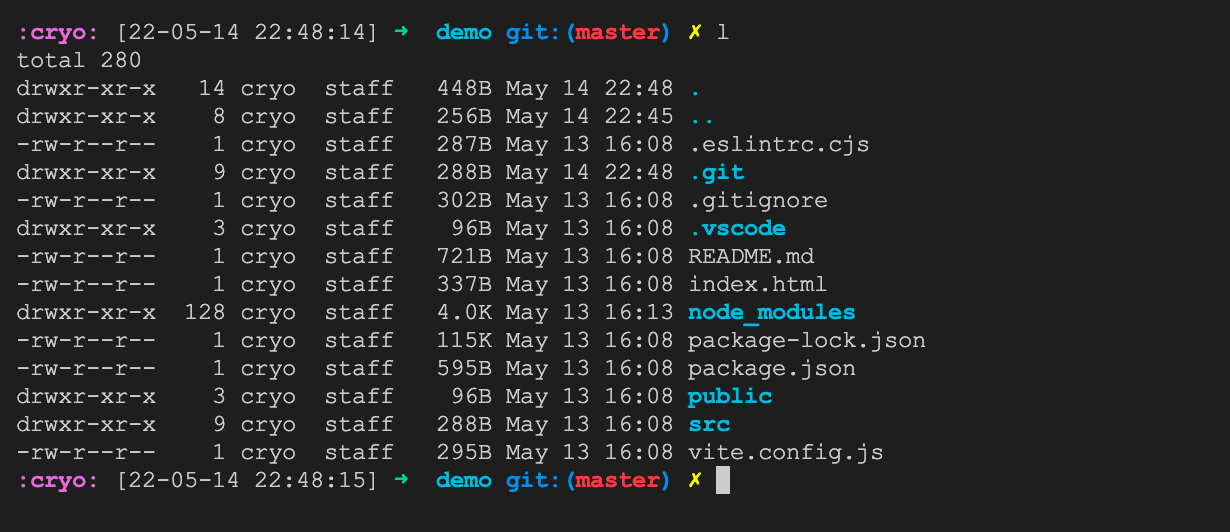 :cryo: [22-05-14 22:48:14] ➜  demo git:(master) ✗ l
total 280
drwxr-xr-x   14 cryo  staff   448B May 14 22:48 .
drwxr-xr-x    8 cryo  staff   256B May 14 22:45 ..
-rw-r--r--    1 cryo  staff   287B May 13 16:08 .eslintrc.cjs
drwxr-xr-x    9 cryo  staff   288B May 14 22:48 .git
-rw-r--r--    1 cryo  staff   302B May 13 16:08 .gitignore
drwxr-xr-x    3 cryo  staff    96B May 13 16:08 .vscode
-rw-r--r--    1 cryo  staff   721B May 13 16:08 README.md
-rw-r--r--    1 cryo  staff   337B May 13 16:08 index.html
drwxr-xr-x  128 cryo  staff   4.0K May 13 16:13 node_modules
-rw-r--r--    1 cryo  staff   115K May 13 16:08 package-lock.json
-rw-r--r--    1 cryo  staff   595B May 13 16:08 package.json
drwxr-xr-x    3 cryo  staff    96B May 13 16:08 public
drwxr-xr-x    9 cryo  staff   288B May 13 16:08 src
-rw-r--r--    1 cryo  staff   295B May 13 16:08 vite.config.js
:cryo: [22-05-14 22:48:15] ➜  demo git:(master) ✗